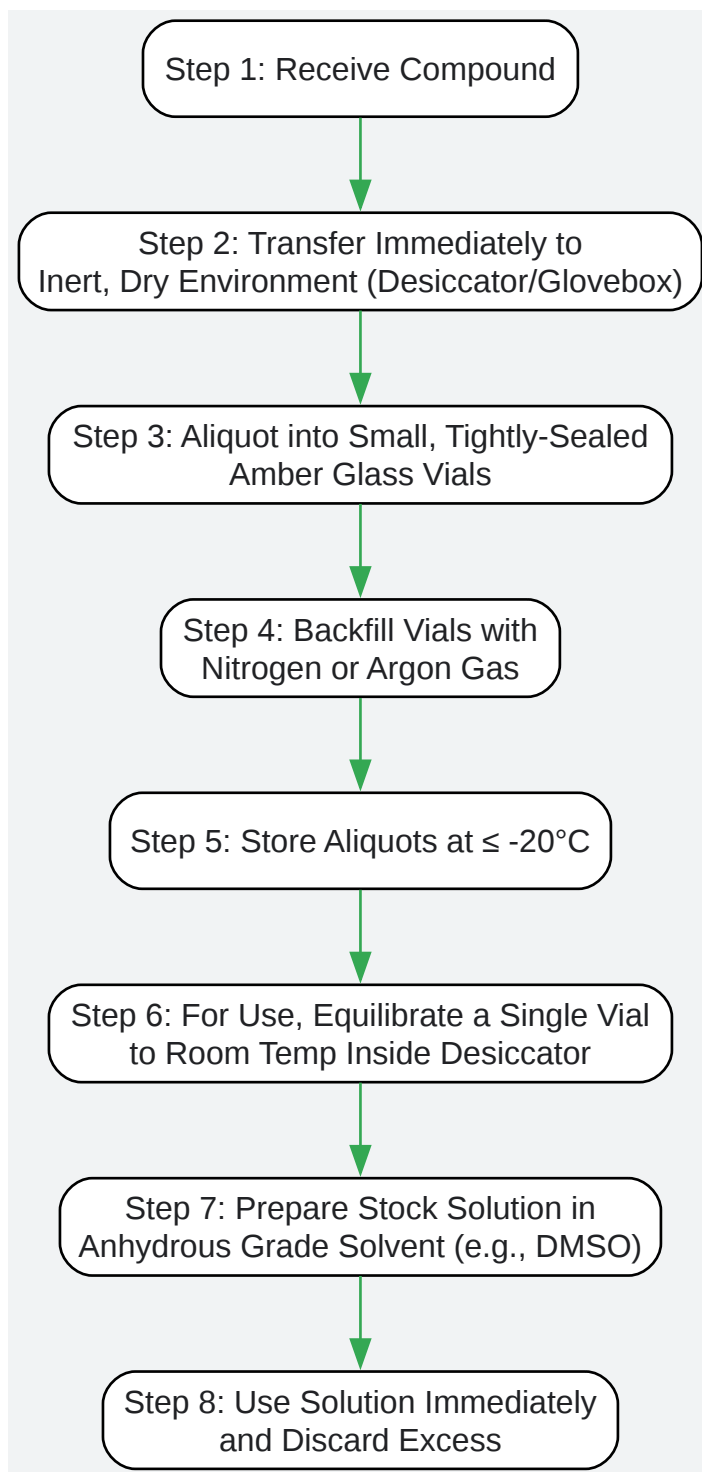 Step 1: Receive Compound
Step 2: Transfer Immediately to
Inert, Dry Environment (Desiccator/Glovebox)
Step 3: Aliquot into Small, Tightly-Sealed
Amber Glass Vials
Step 4: Backfill Vials with
Nitrogen or Argon Gas
Step 5: Store Aliquots at ≤ -20°C
Step 6: For Use, Equilibrate a Single Vial
to Room Temp Inside Desiccator
Step 7: Prepare Stock Solution in
Anhydrous Grade Solvent (e.g., DMSO)
Step 8: Use Solution Immediately
and Discard Excess